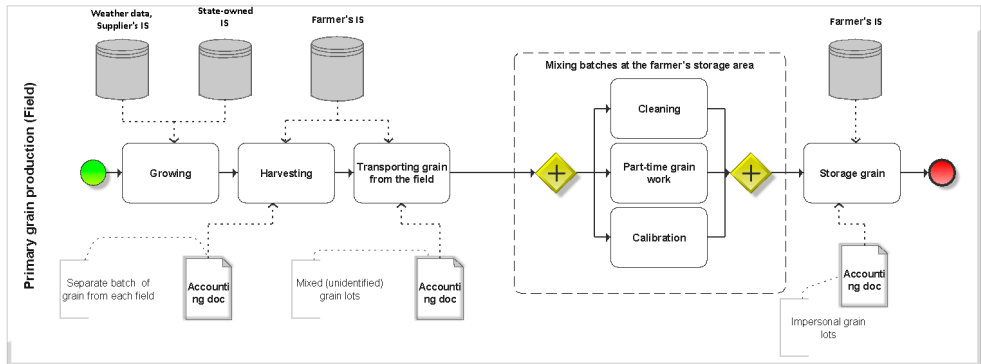 Weather data,
Supplier's IS
State-owned
IS
Farmer's IS
Farmer's IS
Primary grain production (Field)
Mixing batches at the farmer's storage area
Growing
Harvesting
Transporting grain
from the field
Cleaning
Part-time grain
work
Calibration
Storage grain
Separate batch of
grain from each field
Accounti
ng doc
Mixed (unidentified)
grain lots
Accounti
ng doc
Accounti
ng doc
Impersonal grain
lots